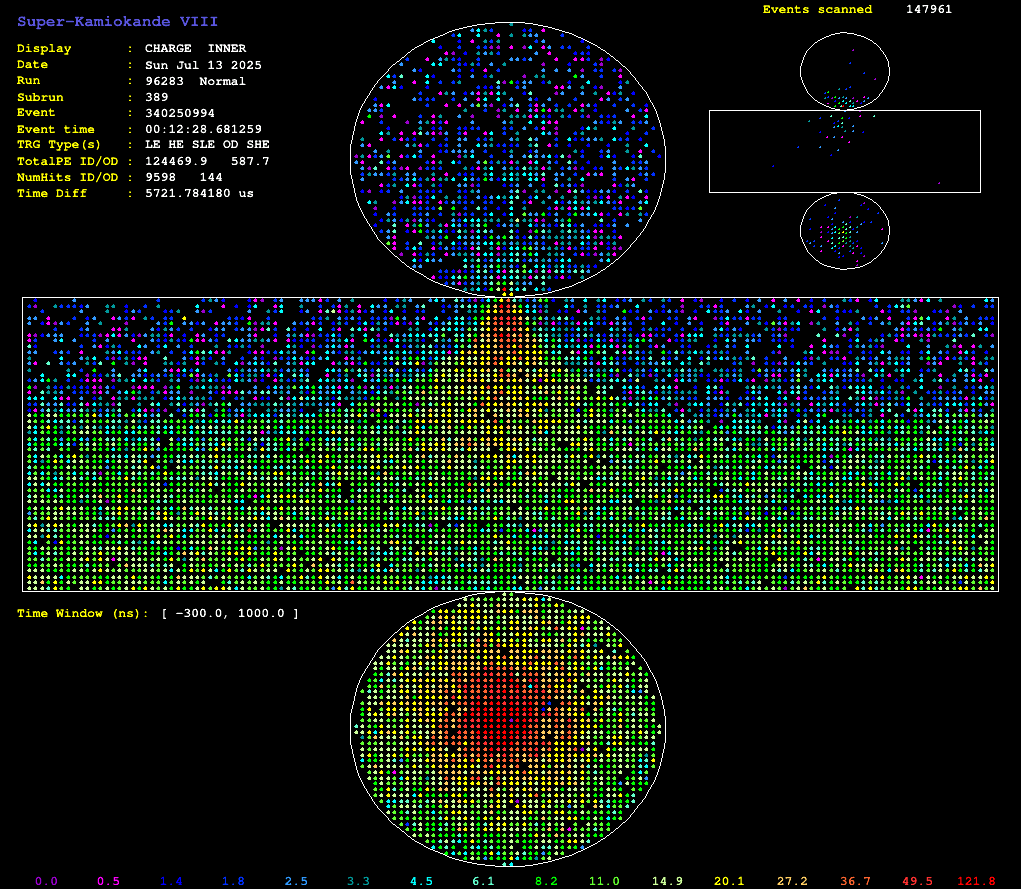 Super-Kamiokande VIII
Events scanned 147961
Display : CHARGE INNER
Date : Sun Jul 13 2025
Run : 96283 Normal
Subrun : 389
Event : 340250994
Event time : 00:12:28.681259
TRG Type(s) : LE HE SLE OD SHE
TotalPE ID/OD : 124469.9 587.7
NumHits ID/OD : 9598 144
Time Diff : 5721.784180 us
Time Window (ns): [ -300.0, 1000.0 ]
0.0 0.5 1.4 1.8 2.5 3.3 4.5 6.1 8.2 11.0 14.9 20.1 27.2 36.7 49.5 121.8